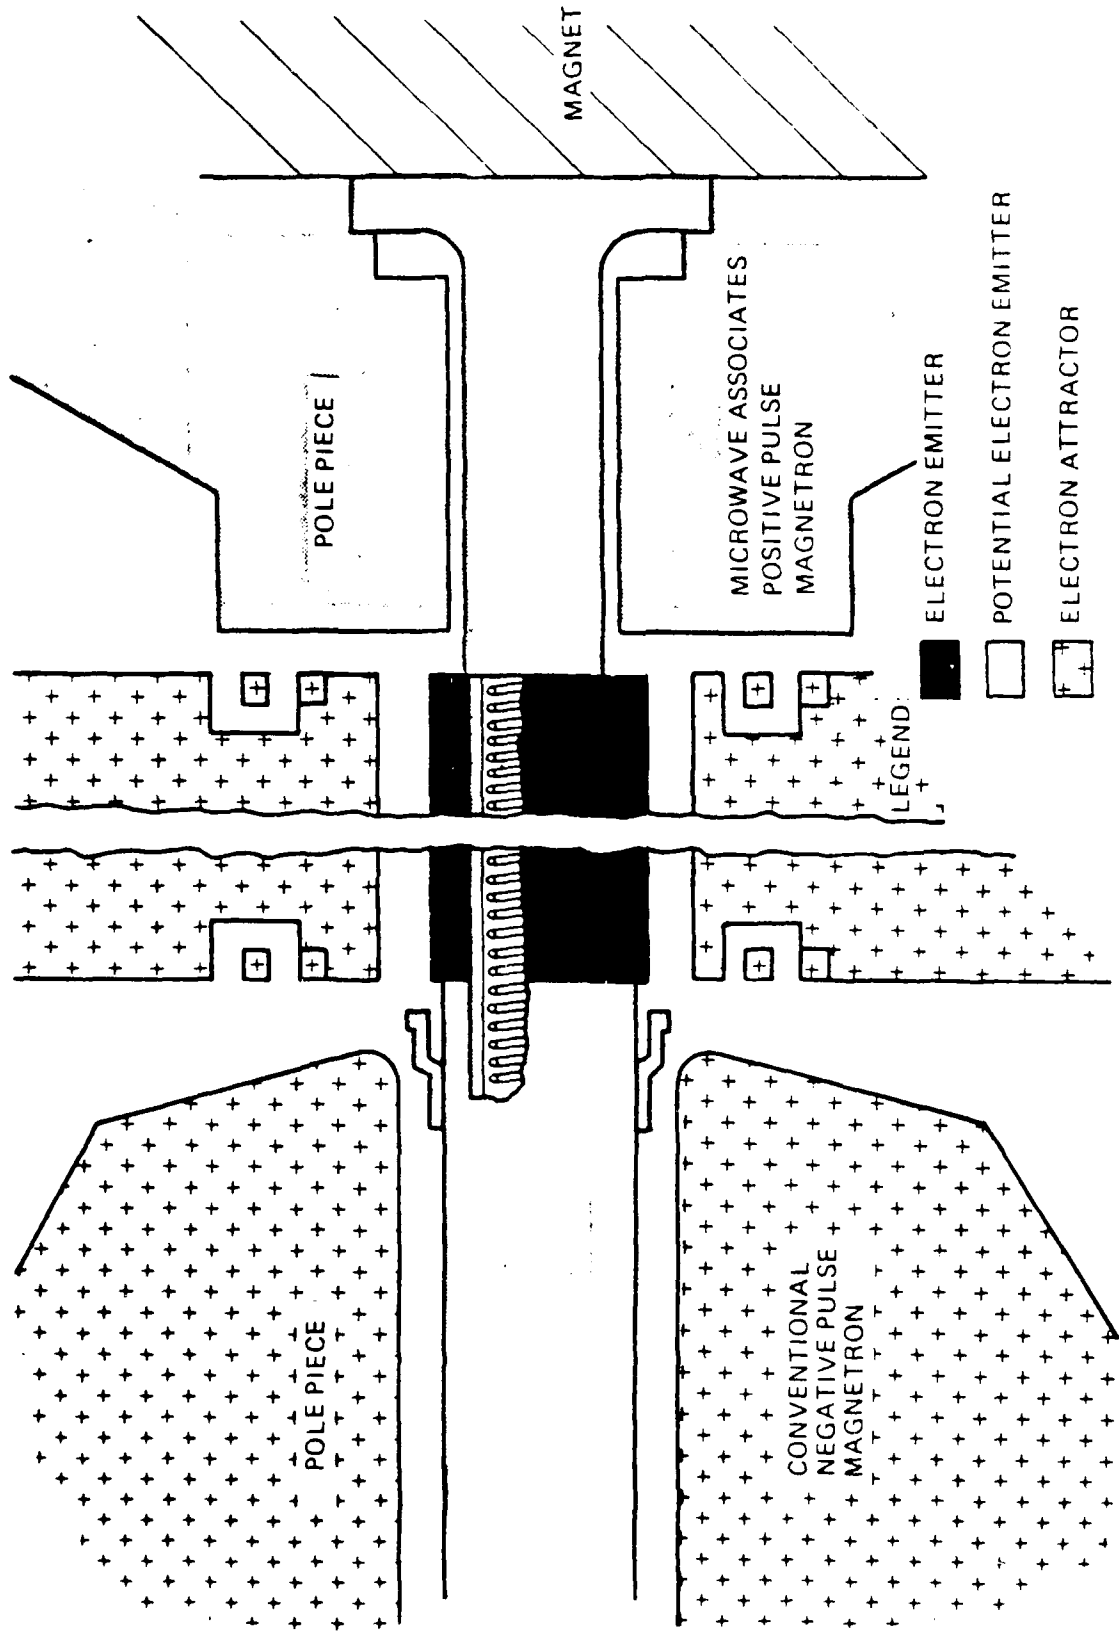 POLE PIECE
CONVENTIONAL
NEGATIVE PULSE
MAGNETRON
POLE PIECE
MICROWAVE ASSOCIATES
POSITIVE PULSE
MAGNETRON
MAGNET
LEGEND
ELECTRON EMITTER
POTENTIAL ELECTRON EMITTER
ELECTRON ATTRACTOR